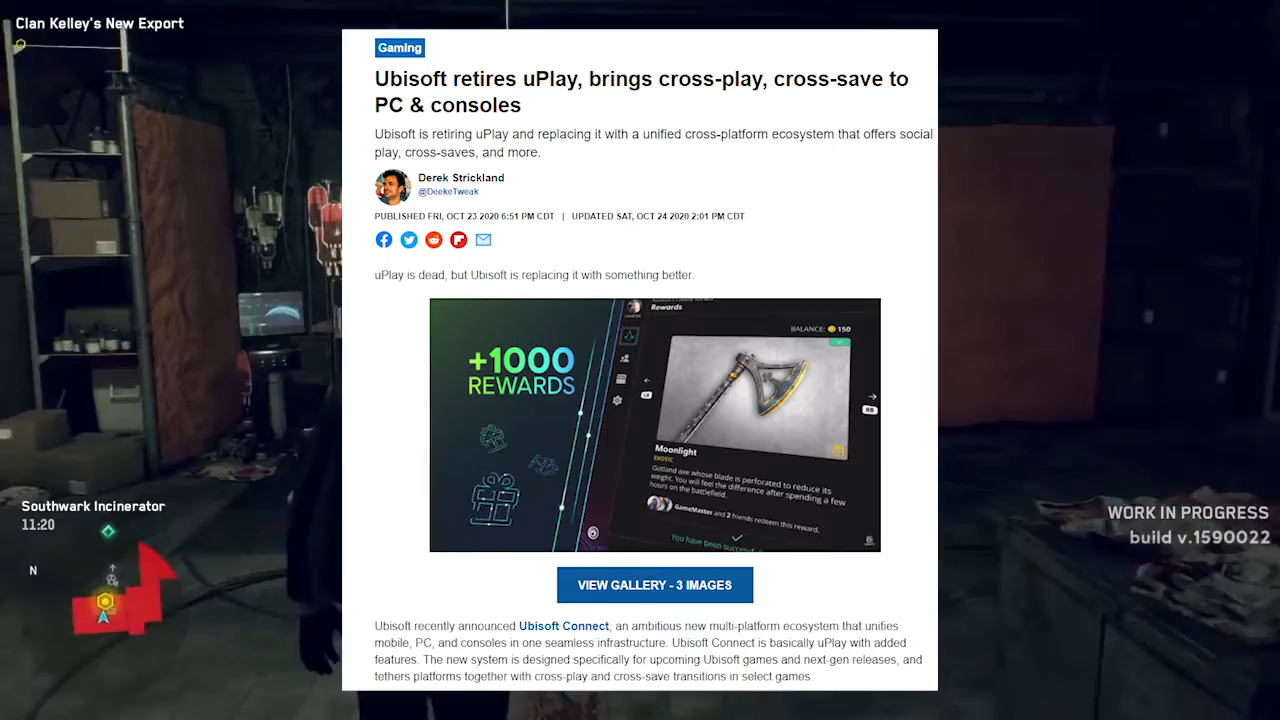 Clan Kelley's New Export
Gaming
Ubisoft retires uPlay, brings cross-play, cross-save to
PC & consoles
Ubisoft is retiring uPlay and replacing it with a unified cross-platform ecosystem that offers social
play, cross-saves, and more.
Derek Strickland
@DeekeTweak
PUBLISHED FRI, OCT 23 2020 6:51 PM CDT | UPDATED SAT, OCT 24 2020 2:01 PM CDT
uPlay is dead, but Ubisoft is replacing it with something better.
+1000
REWARDS
Rewards
BALANCE: 150
Moonlight
EXOTIC
Gotland axe whose blade is perforated to reduce its
weight. You will feel the difference after spending a few
hours on the battlefield.
GameMaster and 2 friends redeem this reward.
You have been
VIEW GALLERY - 3 IMAGES
Ubisoft recently announced Ubisoft Connect, an ambitious new multi-platform ecosystem that unifies
mobile, PC, and consoles in one seamless infrastructure. Ubisoft Connect is basically uPlay with added
features. The new system is designed specifically for upcoming Ubisoft games and next-gen releases, and
tethers platforms together with cross-play and cross-save transitions in select games.
Southwark Incinerator
11:20
N
WORK IN PROGRESS
build v.1590022